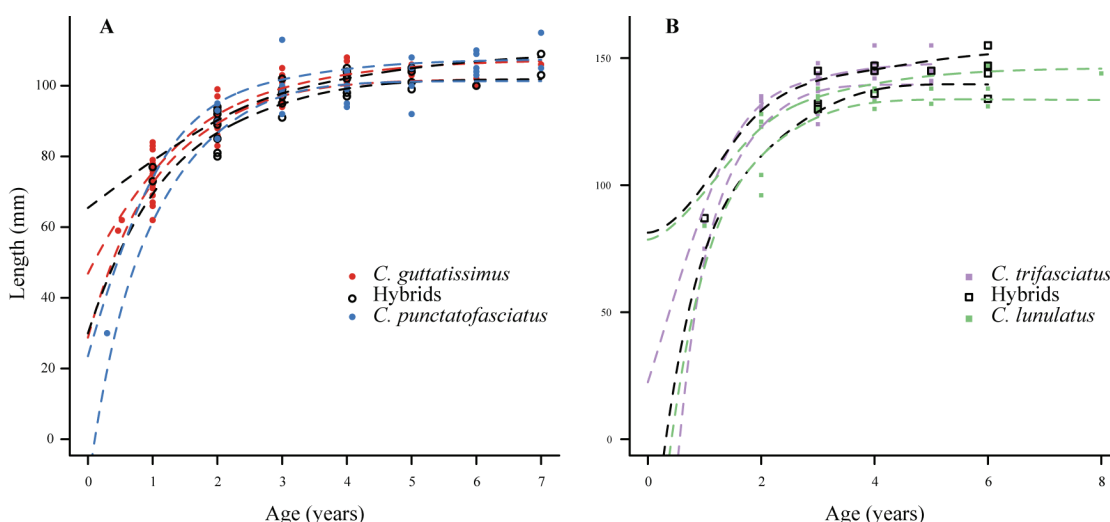 A
B
100
80
60
40
20
0
Length (mm)
C. guttatissimus
Hybrids
C. punctatofasciatus
0 1 2 3 4 5 6 7
Age (years)
150
100
50
0
C. trifasciatus
Hybrids
C. lunulatus
0 2 4 6 8
Age (years)